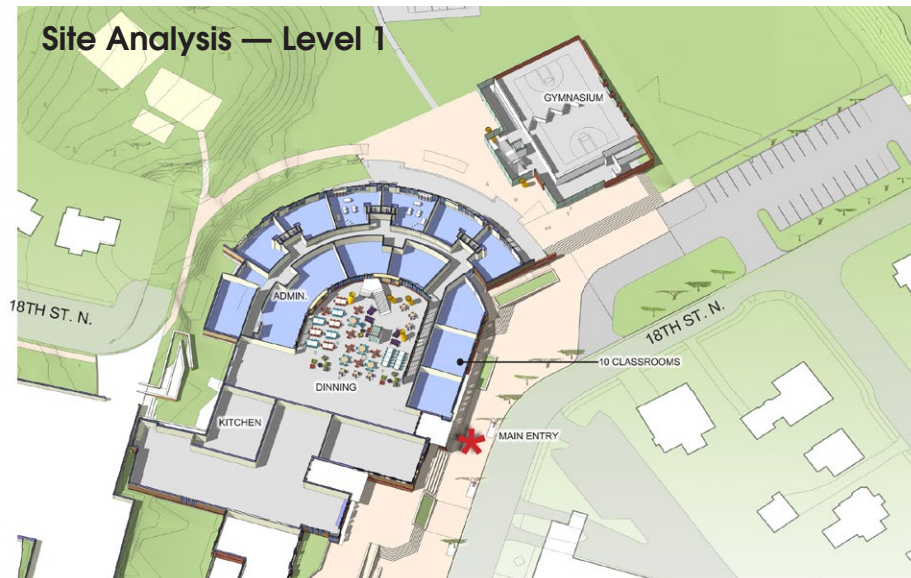 Site Analysis — Level 1
GYMNASIUM
ADMIN.
18TH ST. N.
18TH ST. N.
10 CLASSROOMS
DINNING
KITCHEN
MAIN ENTRY